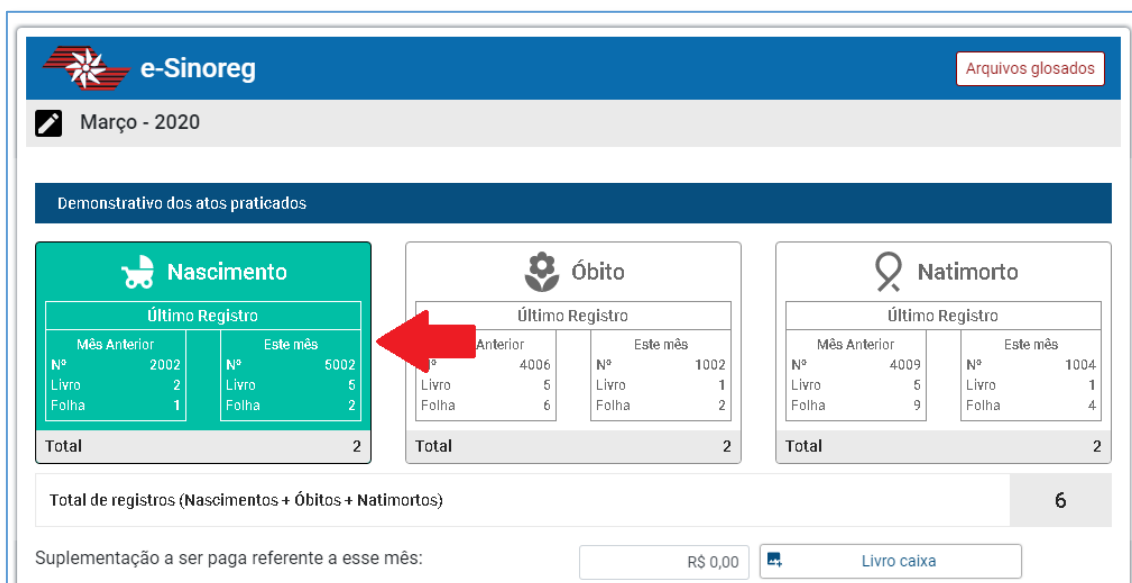 e-Sinoreg
Arquivos glosados
Março - 2020
Demonstrativo dos atos praticados
Nascimento
Último Registro
Mês Anterior
Nº 2002
Livro 2
Folha 1
Este mês
Nº 5002
Livro 5
Folha 2
Total 2
Óbito
Último Registro
Anterior
Nº 4006
Livro 5
Folha 6
Este mês
Nº 1002
Livro 1
Folha 2
Total 2
Natimorto
Último Registro
Mês Anterior
Nº 4009
Livro 5
Folha 9
Este mês
Nº 1004
Livro 1
Folha 4
Total 2
Total de registros (Nascimentos + Óbitos + Natimortos) 6
Suplementação a ser paga referente a esse mês: R$ 0,00 Livro caixa